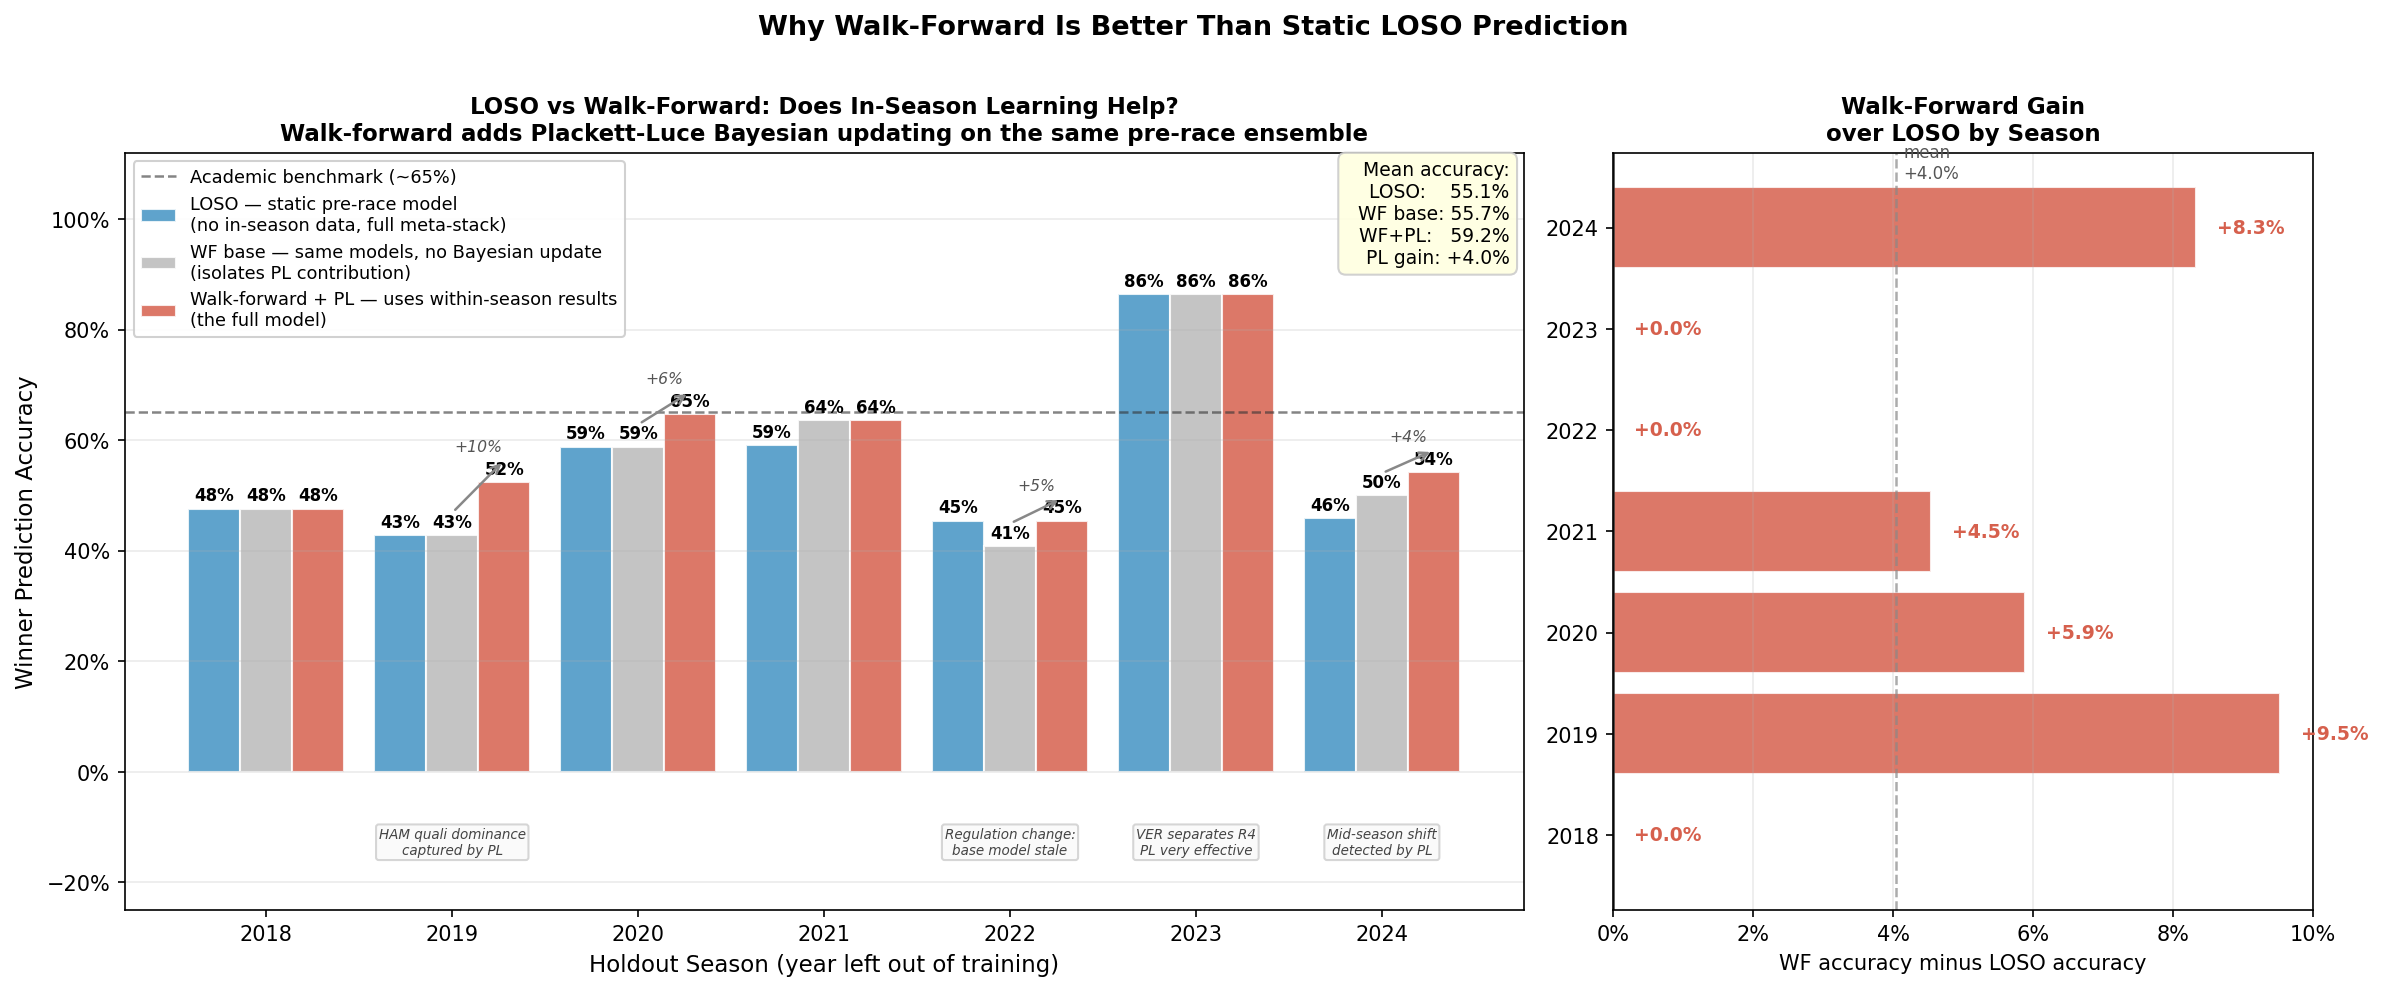 Why Walk-Forward Is Better Than Static LOSO Prediction
LOSO vs Walk-Forward: Does In-Season Learning Help?
Walk-forward adds Plackett-Luce Bayesian updating on the same pre-race ensemble
Academic benchmark (~65%)
LOSO — static pre-race model
(no in-season data, full meta-stack)
WF base — same models, no Bayesian update
(isolates PL contribution)
Walk-forward + PL — uses within-season results
(the full model)
Mean accuracy:
LOSO: 55.1%
WF base: 55.7%
WF+PL: 59.2%
PL gain: +4.0%
Winner Prediction Accuracy
100%
80%
60%
40%
20%
0%
−20%
48% 48% 48%
43% 43% 52%
+10%
59% 59% 65%
+6%
59% 64% 64%
45% 41% 45%
+5%
86% 86% 86%
46% 50% 54%
+4%
HAM quali dominance
captured by PL
Regulation change:
base model stale
VER separates R4
PL very effective
Mid-season shift
detected by PL
2018 2019 2020 2021 2022 2023 2024
Holdout Season (year left out of training)
Walk-Forward Gain
over LOSO by Season
mean
+4.0%
2024 +8.3%
2023 +0.0%
2022 +0.0%
2021 +4.5%
2020 +5.9%
2019 +9.5%
2018 +0.0%
0% 2% 4% 6% 8% 10%
WF accuracy minus LOSO accuracy